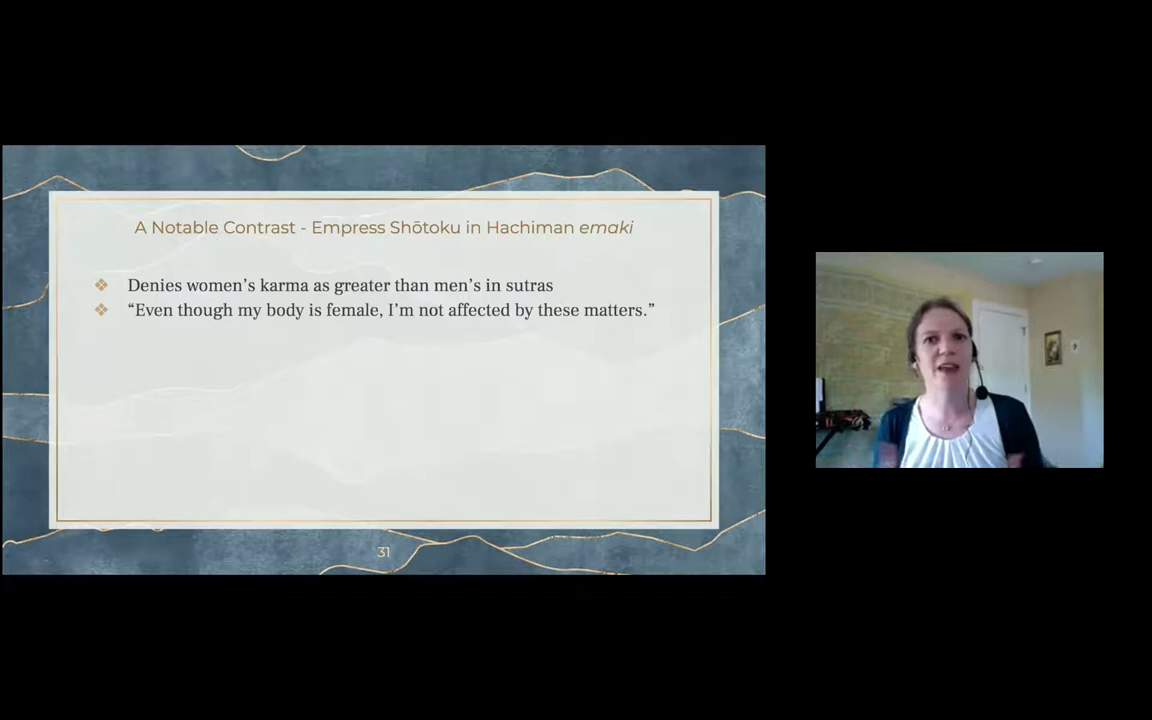 A Notable Contrast - Empress Shōtoku in Hachiman emaki
❖ Denies women’s karma as greater than men’s in sutras
❖ “Even though my body is female, I’m not affected by these matters.”
31